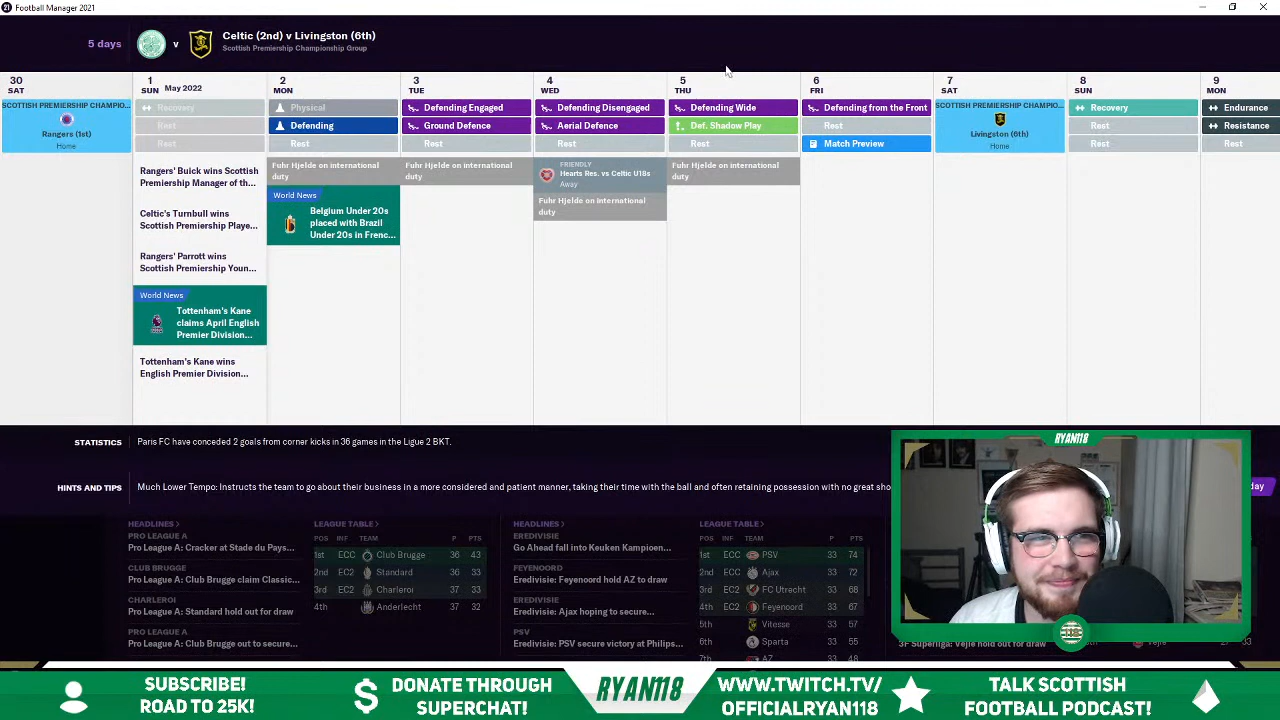 Football Manager 2021
5 days
v
Celtic (2nd) v Livingston (6th)
Scottish Premiership Championship Group
30
SAT
1
SUN May 2022
2
MON
3
TUE
4
WED
5
THU
6
FRI
7
SAT
8
SUN
9
MON
SCOTTISH PREMIERSHIP CHAMPIO...
Rangers (1st)
Home
Recovery
Rest
Rest
Physical
Defending
Rest
Defending Engaged
Ground Defence
Rest
Defending Disengaged
Aerial Defence
Rest
Defending Wide
Def. Shadow Play
Rest
Defending from the Front
Rest
Match Preview
SCOTTISH PREMIERSHIP CHAMPIO...
Livingston (6th)
Home
Recovery
Rest
Rest
Endurance
Resistance
Rest
Rangers' Buick wins Scottish
Premiership Manager of th...
Celtic's Turnbull wins
Scottish Premiership Playe...
Rangers' Parrott wins
Scottish Premiership Youn...
World News
Tottenham's Kane
claims April English
Premier Division...
Tottenham's Kane wins
English Premier Division...
Fuhr Hjelde on international
duty
World News
Belgium Under 20s
placed with Brazil
Under 20s in Frenc...
Fuhr Hjelde on international
duty
FRIENDLY
Hearts Res. vs Celtic U18s
Away
Fuhr Hjelde on international
duty
Fuhr Hjelde on international
duty
STATISTICS
Paris FC have conceded 2 goals from corner kicks in 36 games in the Ligue 2 BKT.
HINTS AND TIPS
Much Lower Tempo: Instructs the team to go about their business in a more considered and patient manner, taking their time with the ball and often retaining possession with no great sho
day
HEADLINES >
PRO LEAGUE A
Pro League A: Cracker at Stade du Pays...
CLUB BRUGGE
Pro League A: Club Brugge claim Classic...
CHARLEROI
Pro League A: Standard hold out for draw
PRO LEAGUE A
Pro League A: Club Brugge out to secure...
LEAGUE TABLE >
POS INF TEAM P PTS
1st ECC Club Brugge 36 43
2nd EC2 Standard 36 33
3rd EC2 Charleroi 37 33
4th Anderlecht 37 32
HEADLINES >
EREDIVISIE
Go Ahead fall into Keuken Kampioen...
FEYENOORD
Eredivisie: Feyenoord hold AZ to draw
EREDIVISIE
Eredivisie: Ajax hoping to secure...
PSV
Eredivisie: PSV secure victory at Philips...
LEAGUE TABLE >
POS INF TEAM P PTS
1st ECC PSV 33 74
2nd ECC Ajax 33 72
3rd EC2 FC Utrecht 33 68
4th EC2 Feyenoord 33 67
5th Vitesse 33 57
6th Sparta 33 55
7th AZ 33 48
3F Superliga: Vejle hold out for draw
RYAN118
118
SUBSCRIBE!
ROAD TO 25K!
DONATE THROUGH
SUPERCHAT!
RYAN118
WWW.TWITCH.TV/
OFFICIALRYAN118
TALK SCOTTISH
FOOTBALL PODCAST!